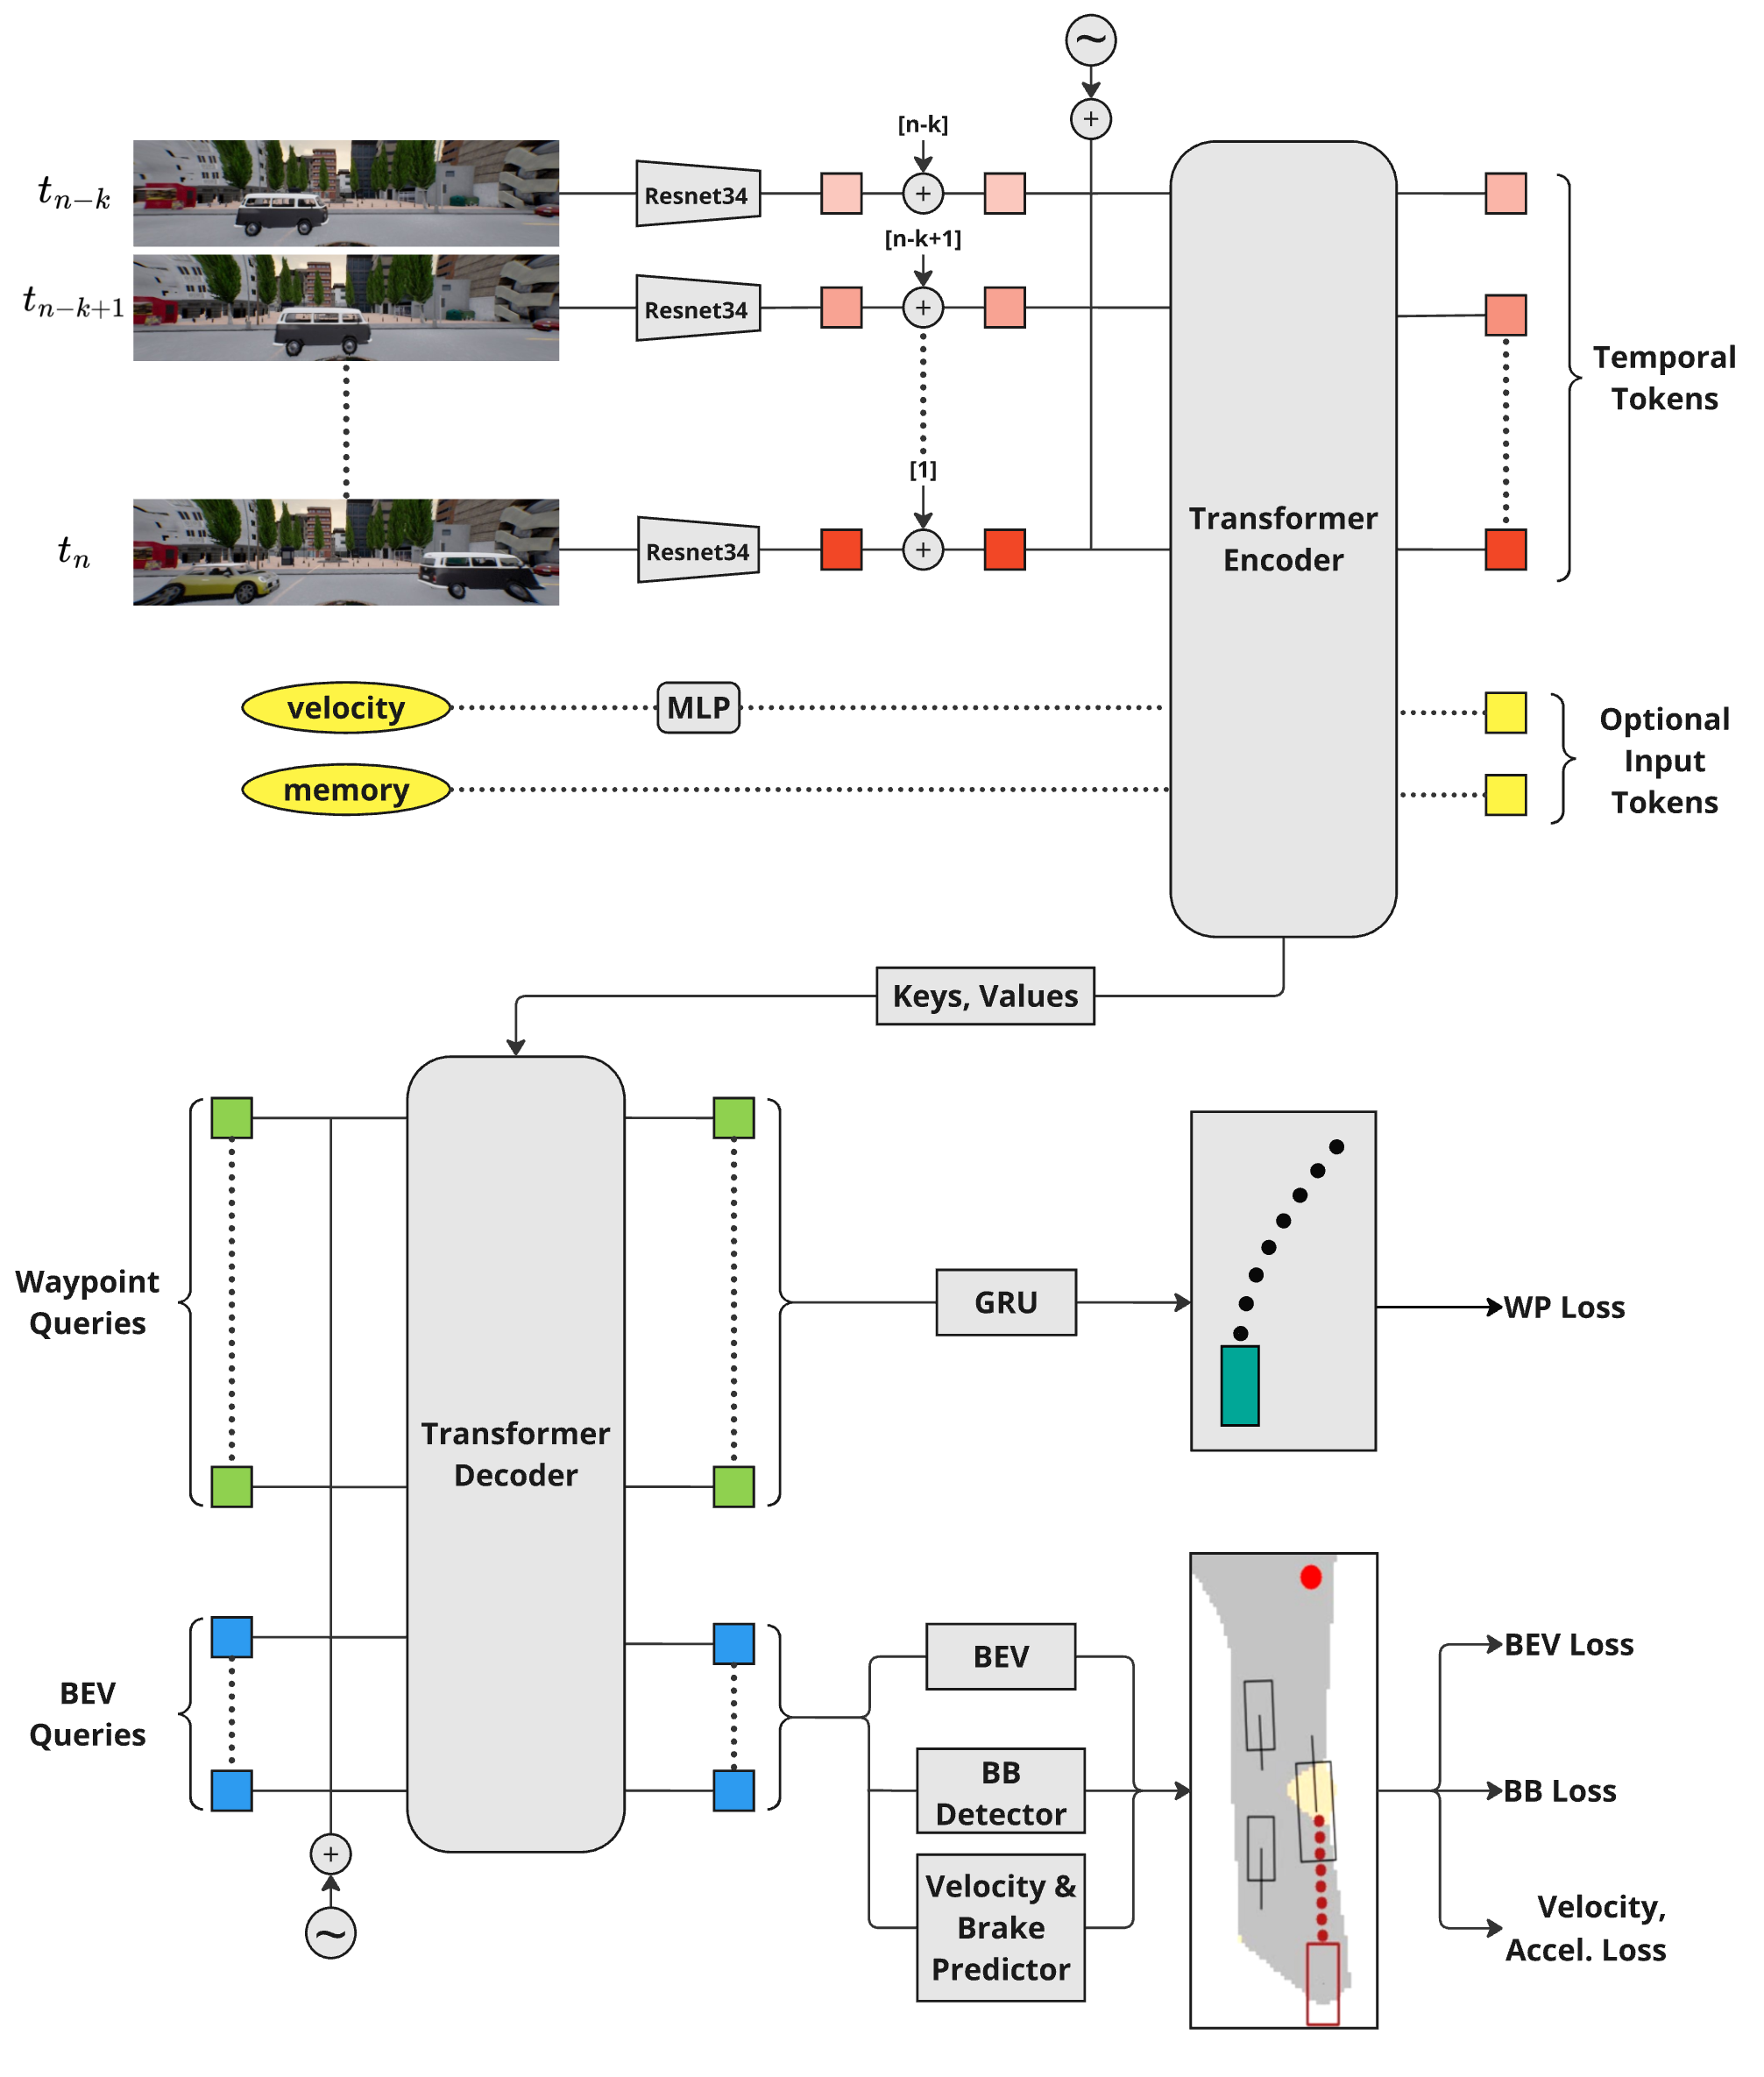 ~
+
[n-k]
t_{n-k}
Resnet34
+
[n-k+1]
t_{n-k+1}
Resnet34
+
Temporal
Tokens
[1]
t_n
Resnet34
+
Transformer
Encoder
velocity
MLP
memory
Optional
Input
Tokens
Keys, Values
Waypoint
Queries
Transformer
Decoder
GRU
WP Loss
BEV
Queries
BEV
BB
Detector
Velocity &
Brake
Predictor
BEV Loss
BB Loss
Velocity,
Accel. Loss
+
~